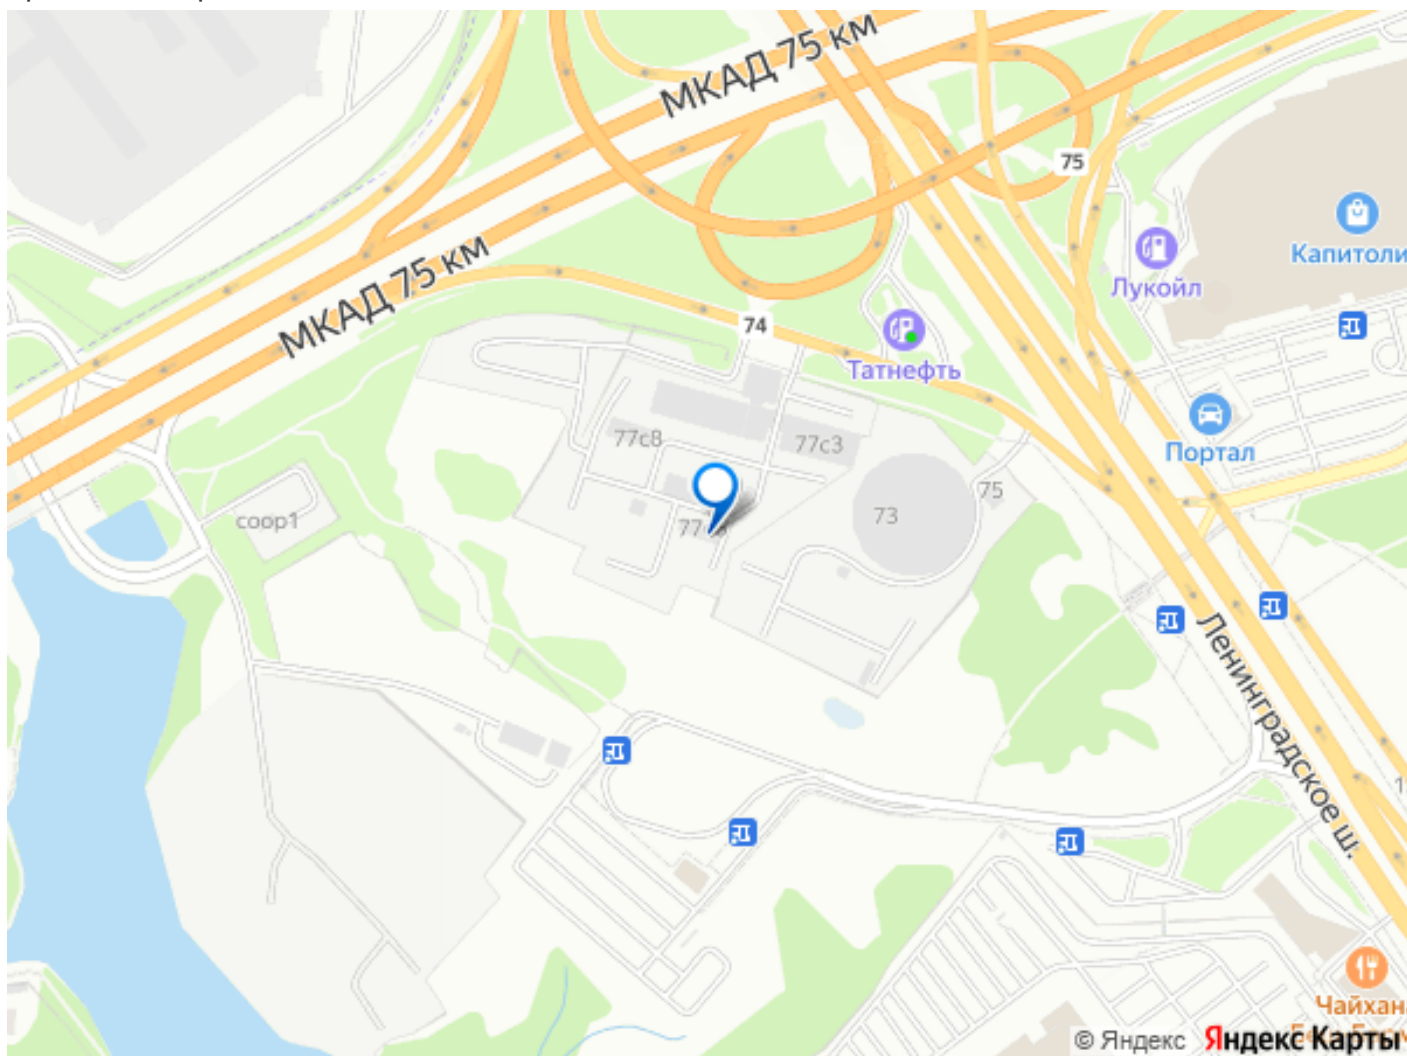 МКАД 75 км
75
Капитоли
Лукойл
МКАД 75 км
74
Татнефть
77с8
77с3
Портал
75
73
соор1
Ленинградское ш.
Чайхан
© Яндекс Яндекс Карты